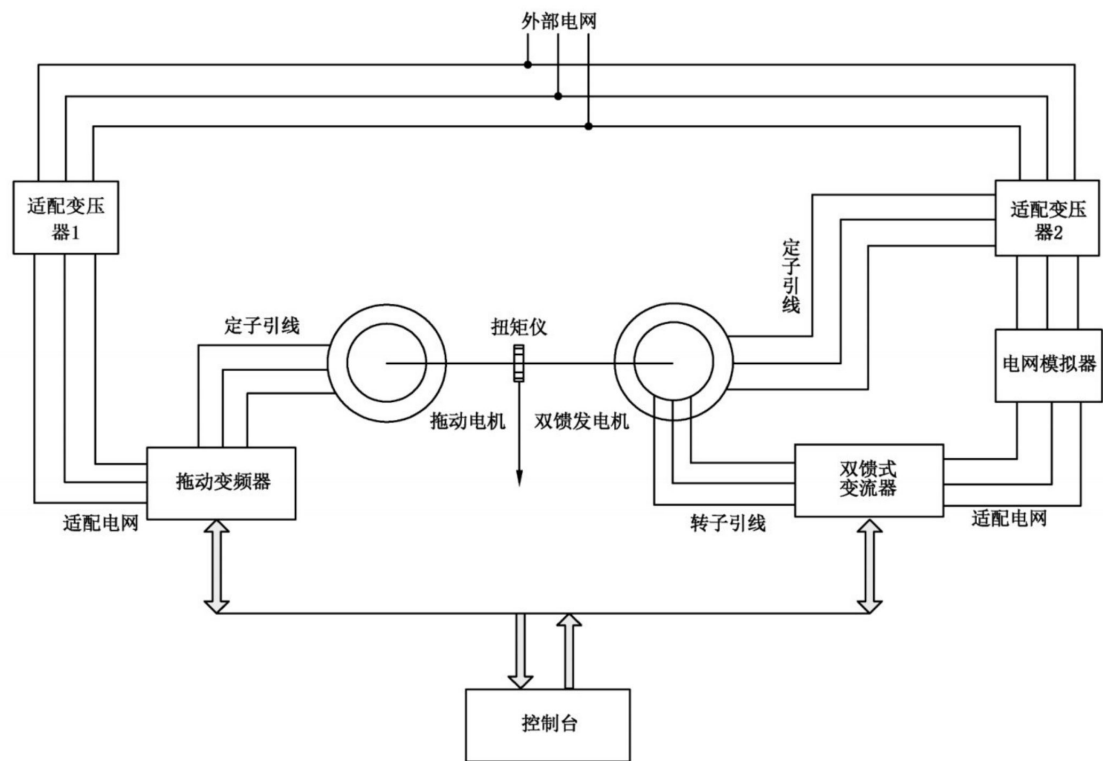 外部电网
适配变压
器1
适配变压
器2
定子引线
定子引线
扭矩仪
电网模拟器
拖动电机
双馈发电机
拖动变频器
双馈式
变流器
适配电网
转子引线
适配电网
控制台